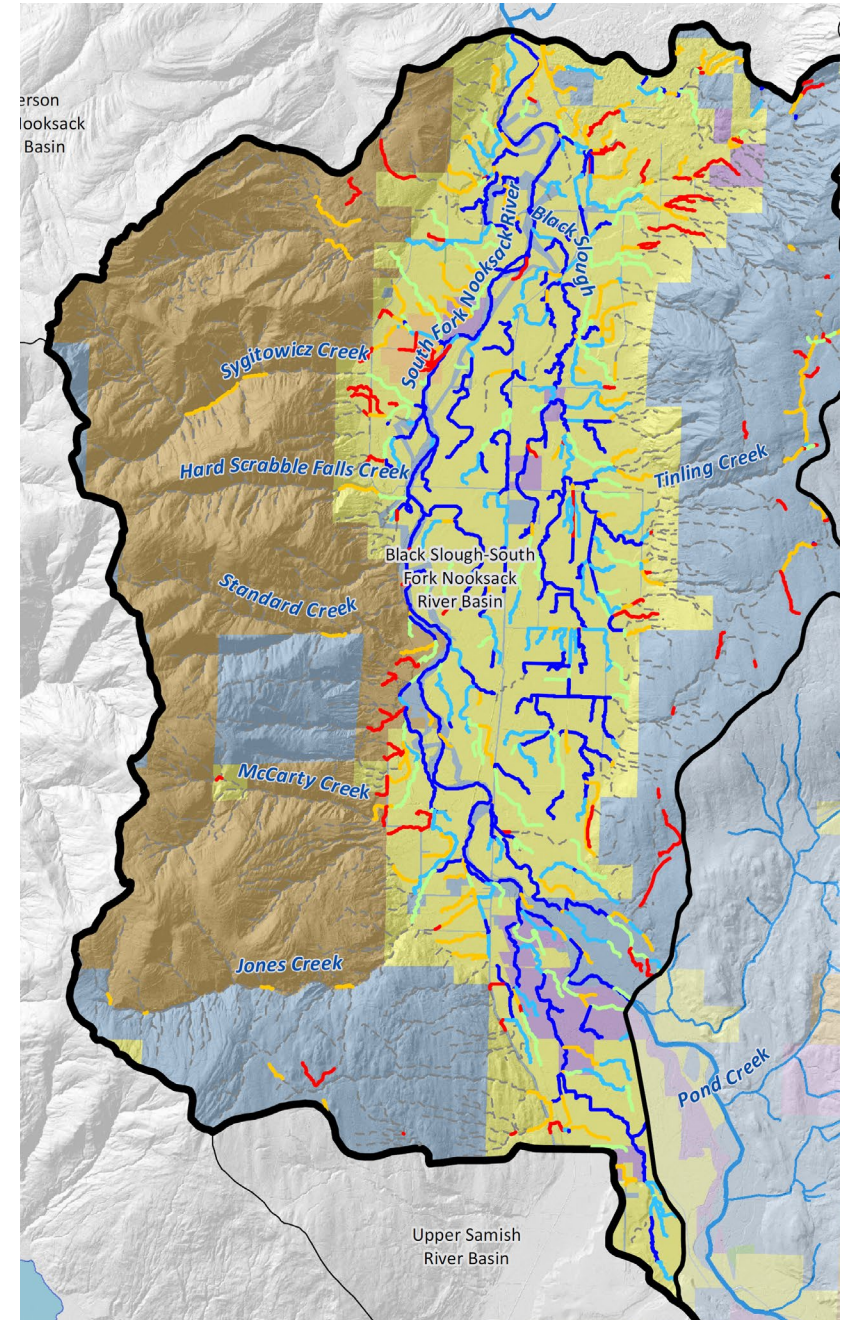 erson
Nooksack
Basin
South Fork Nooksack River
Black Slough
Sygitowicz Creek
Hard Scrabble Falls Creek
Tinling Creek
Black Slough-South
Fork Nooksack
River Basin
Standard Creek
McCarty Creek
Jones Creek
Pond Creek
Upper Samish
River Basin